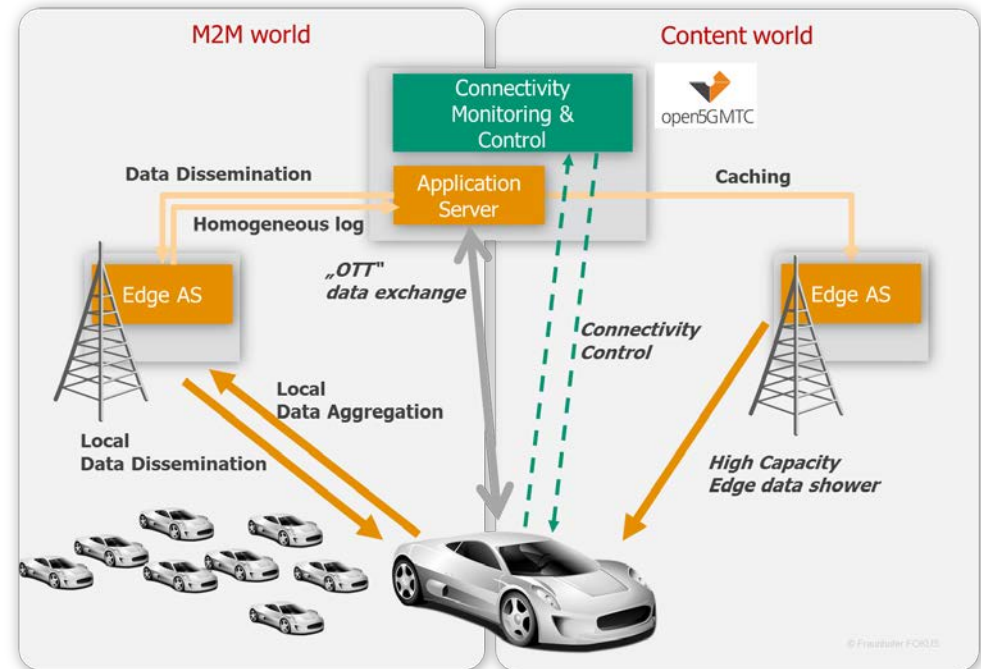 M2M world
Content world
Connectivity
Monitoring &
Control
open5GMTC
Data Dissemination
Application
Server
Caching
Homogeneous log
„OTT"
data exchange
Edge AS
Edge AS
Connectivity
Control
Local
Data Aggregation
Local
Data Dissemination
High Capacity
Edge data shower
© Fraunhofer FOKUS